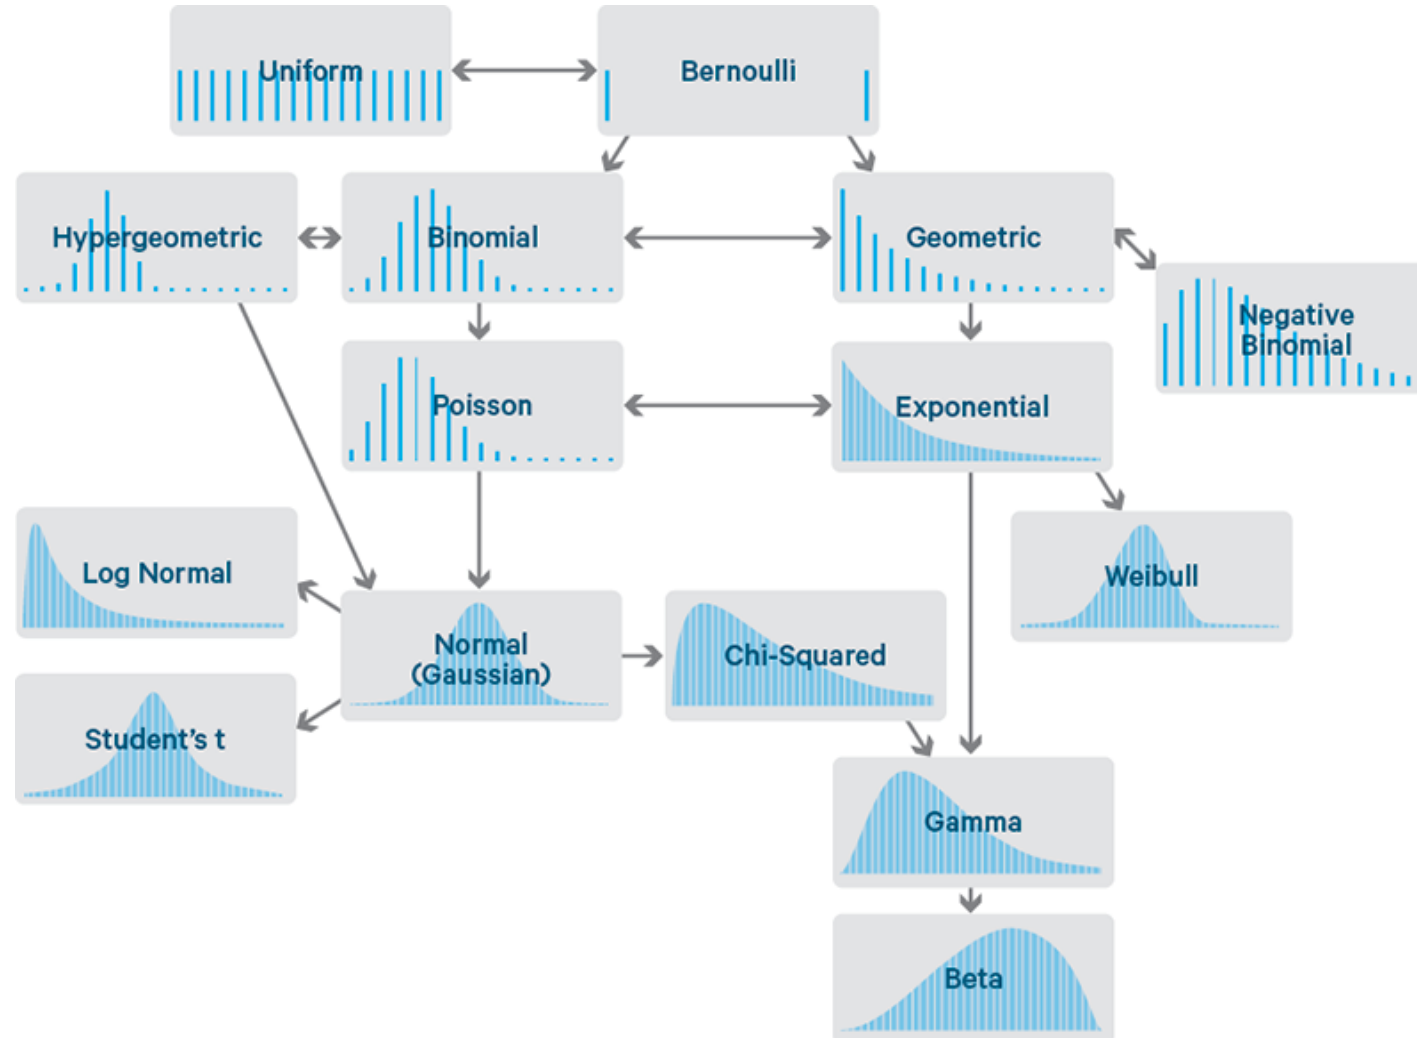 Uniform
Bernoulli
Hypergeometric
Binomial
Geometric
Negative
Binomial
Poisson
Exponential
Log Normal
Weibull
Normal
(Gaussian)
Chi-Squared
Student’s t
Gamma
Beta